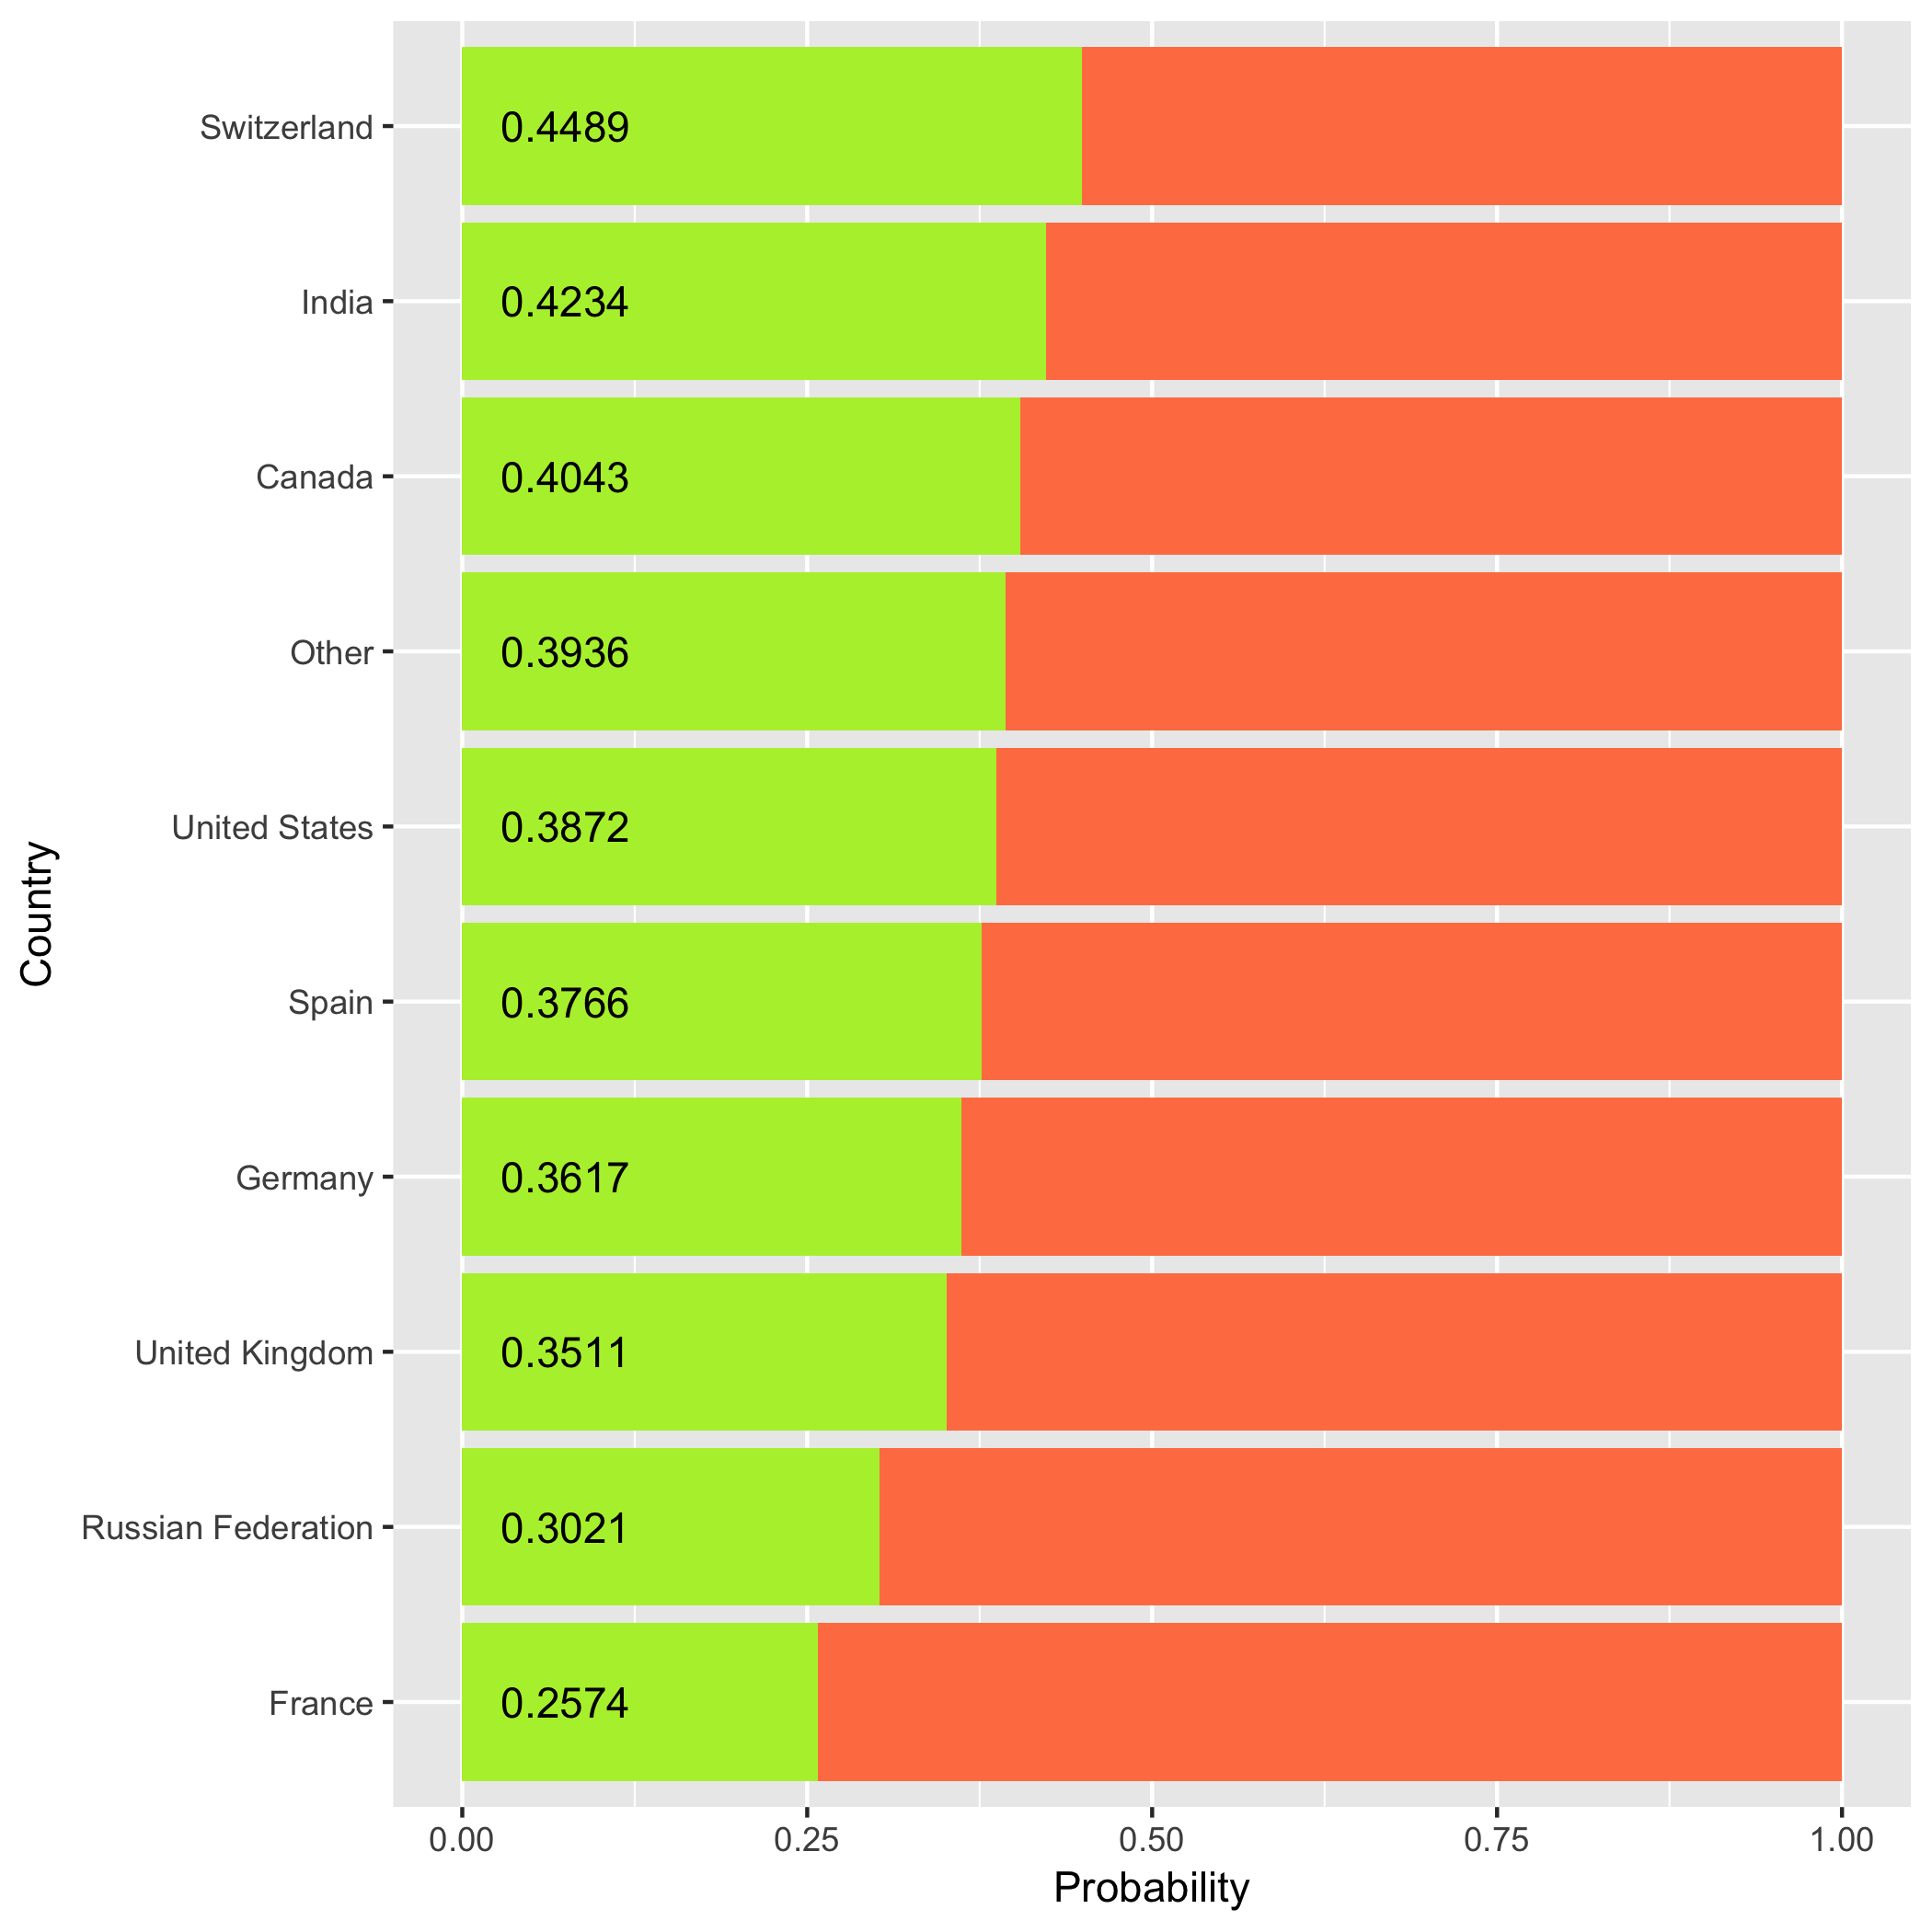 Switzerland 0.4489
India 0.4234
Canada 0.4043
Other 0.3936
United States 0.3872
Spain 0.3766
Germany 0.3617
United Kingdom 0.3511
Russian Federation 0.3021
France 0.2574
Country
0.00 0.25 0.50 0.75 1.00
Probability